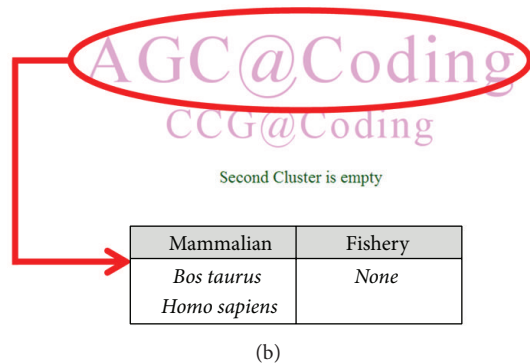 AGC@Coding
CCG@Coding
Second Cluster is empty
Mammalian Fishery
Bos taurus None
Homo sapiens
(b)